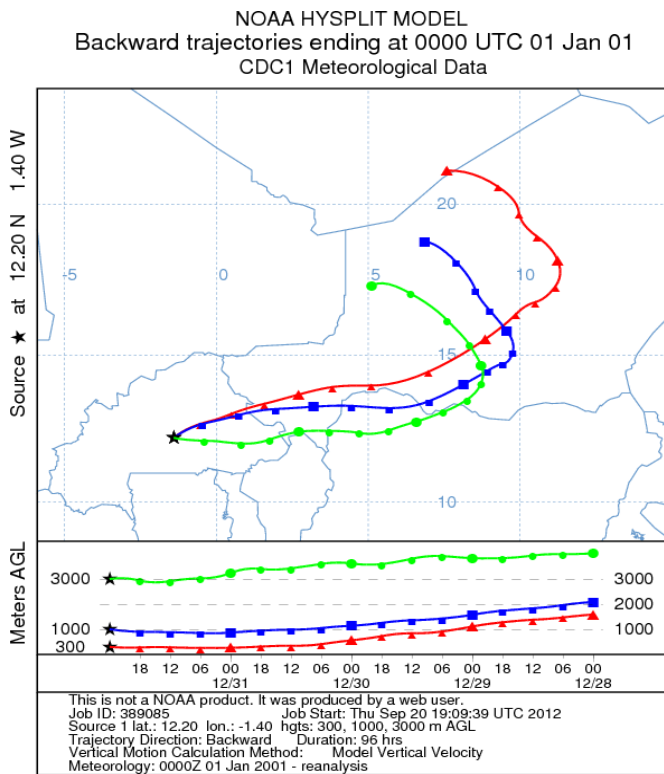 NOAA HYSPLIT MODEL
Backward trajectories ending at 0000 UTC 01 Jan 01
CDC1 Meteorological Data
Source ★ at 12.20 N 1.40 W
20
-5 0 5 10
15
10
Meters AGL
3000 3000
2000
1000 1000
300
18 12 06 00 18 12 06 00 18 12 06 00 18 12 06 00
12/31 12/30 12/29 12/28
This is not a NOAA product. It was produced by a web user.
Job ID: 389085 Job Start: Thu Sep 20 19:09:39 UTC 2012
Source 1 lat.: 12.20 lon.: -1.40 hgts: 300, 1000, 3000 m AGL
Trajectory Direction: Backward Duration: 96 hrs
Vertical Motion Calculation Method: Model Vertical Velocity
Meteorology: 0000Z 01 Jan 2001 - reanalysis